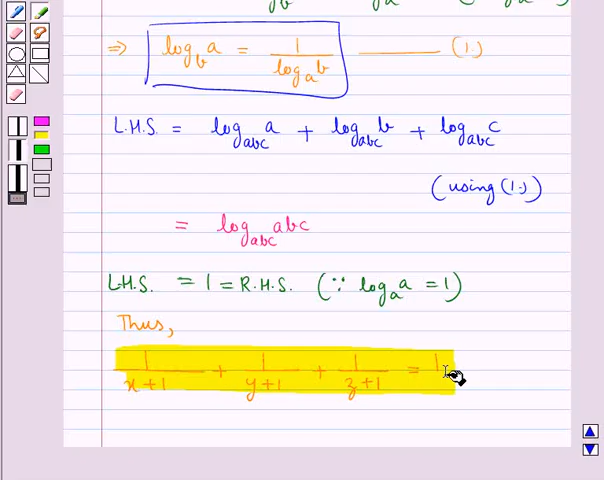 ⇒ log_b a = 1/log_a b ——— (1.)
L.H.S. = log_abc a + log_abc b + log_abc c
(using (1.))
= log_abc abc
L.H.S. = 1 = R.H.S. (∵ log_a a = 1)
Thus,
1/(x+1) + 1/(y+1) + 1/(z+1) = 1